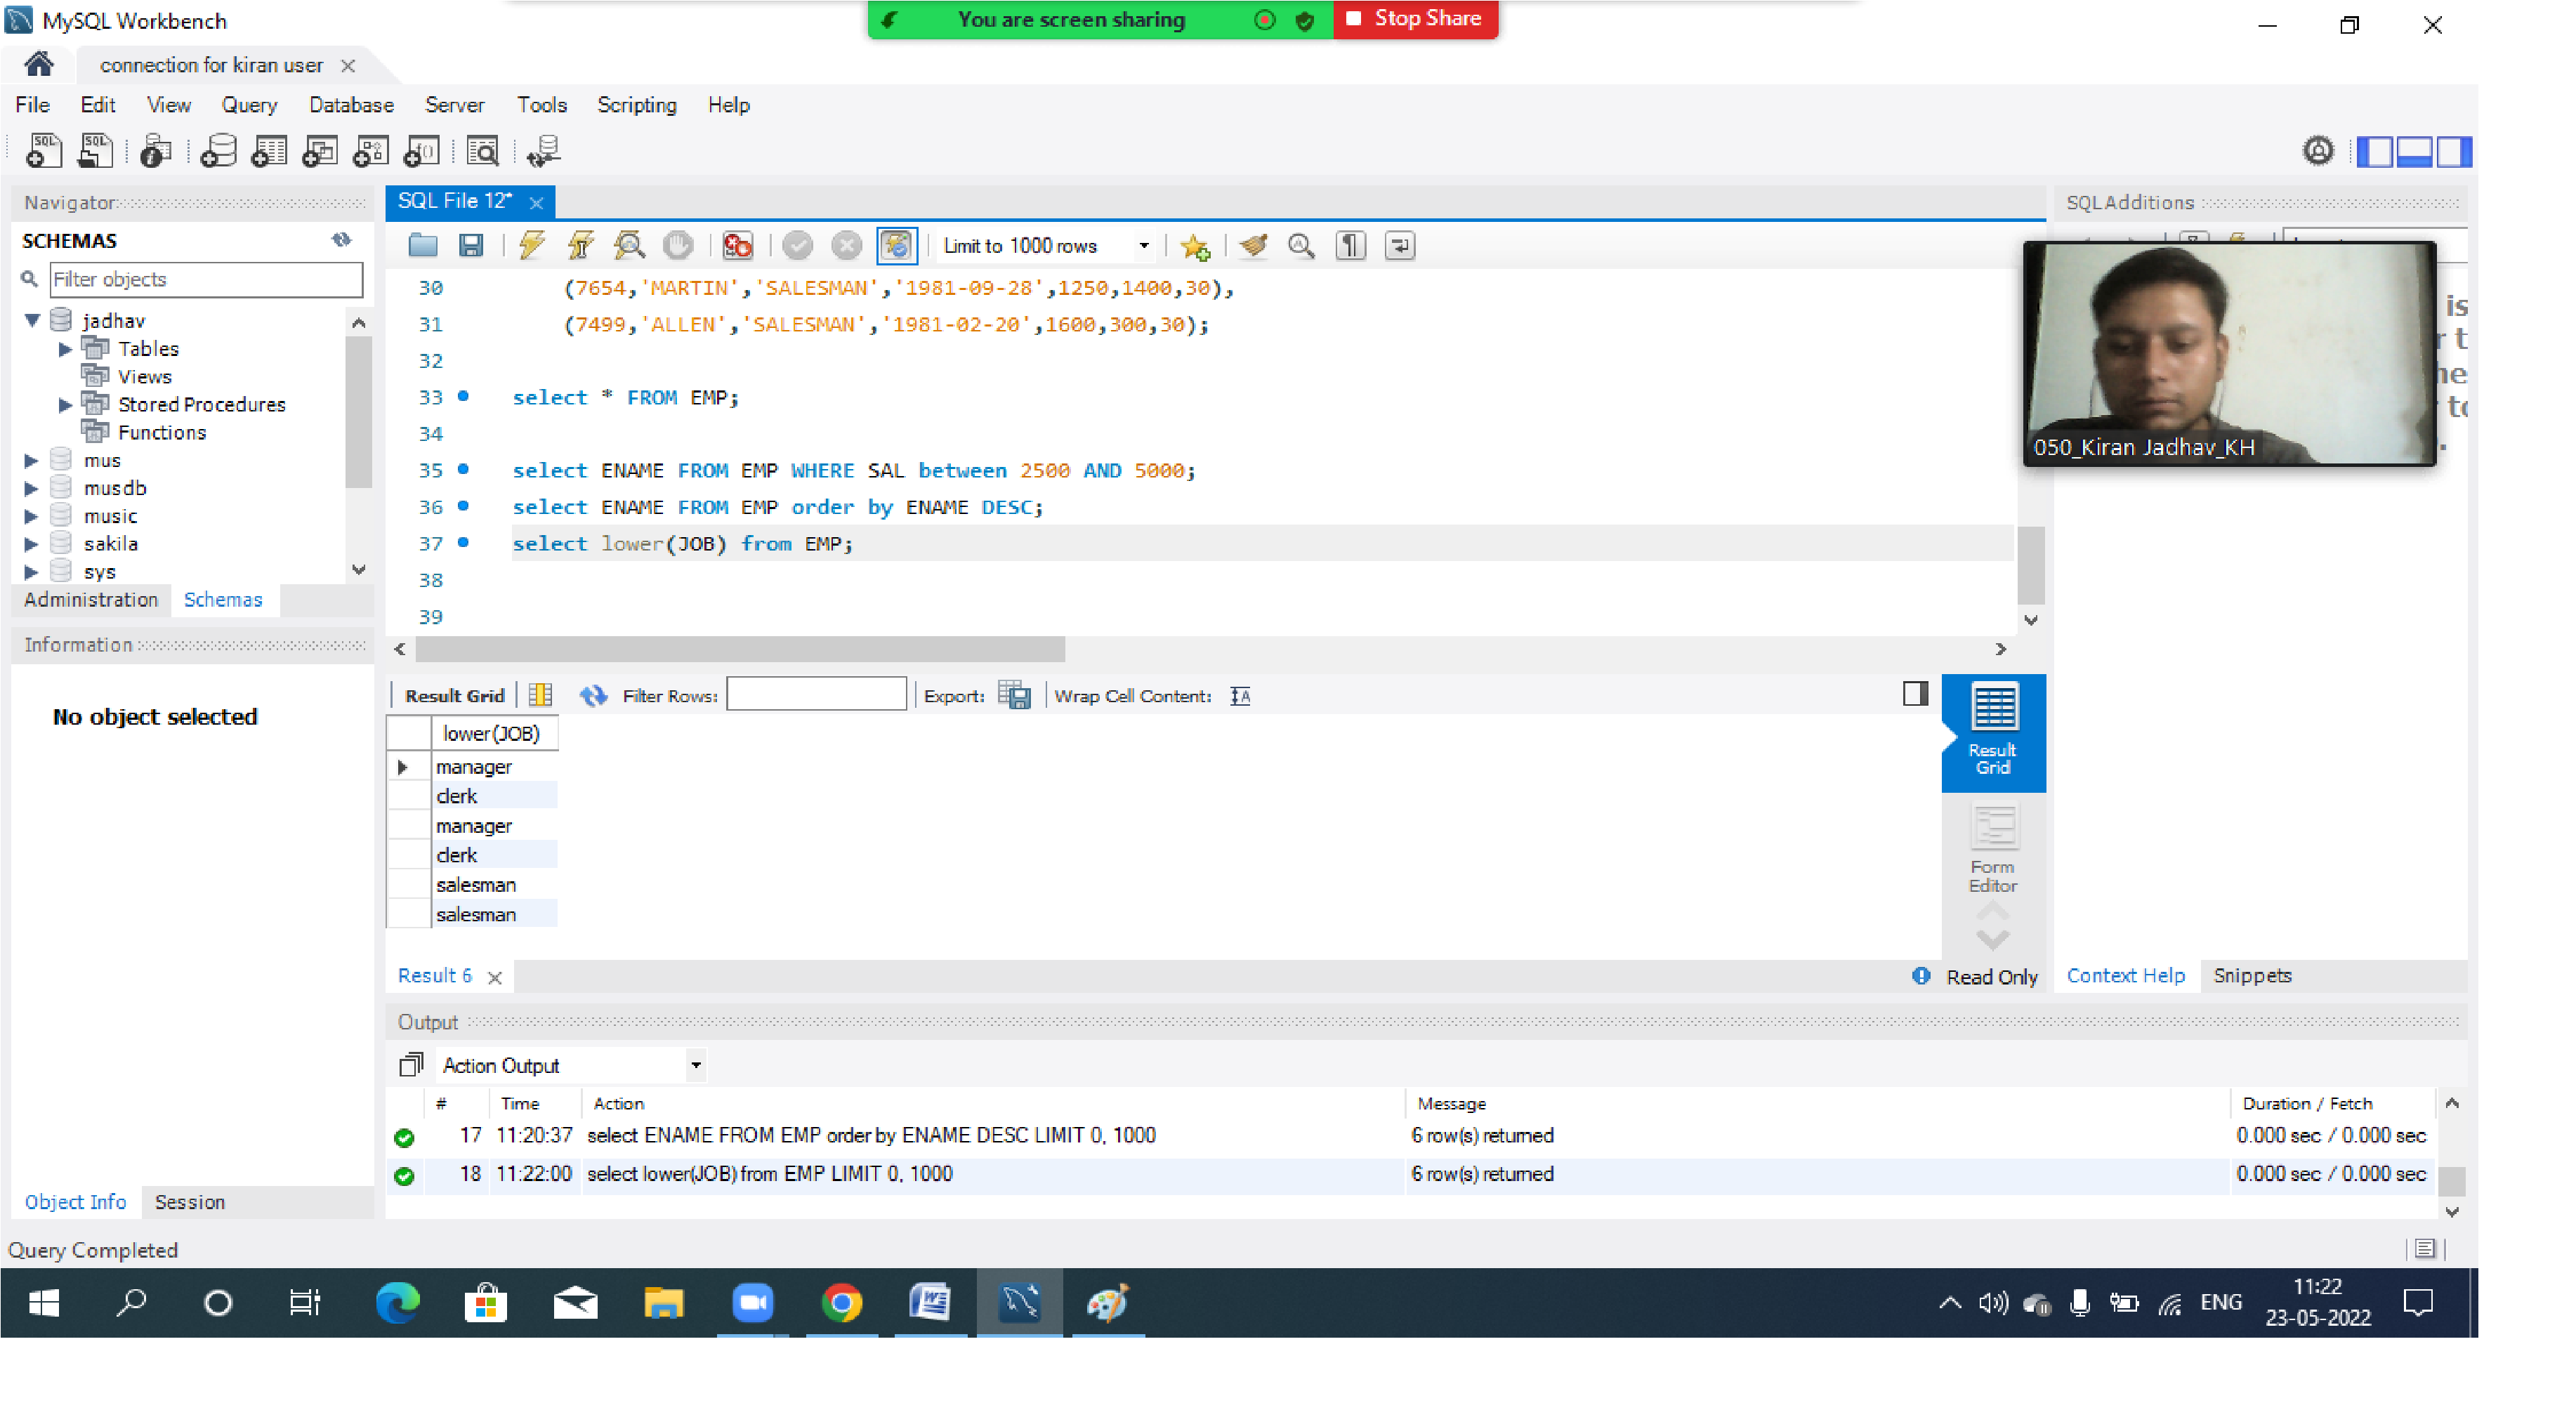 MySQL Workbench
You are screen sharing
Stop Share
connection for kiran user
File Edit View Query Database Server Tools Scripting Help
Navigator
SCHEMAS
Filter objects
jadhav
Tables
Views
Stored Procedures
Functions
mus
musdb
music
sakila
sys
Administration Schemas
Information
No object selected
Object Info Session
SQL File 12*
Limit to 1000 rows
30 (7654,'MARTIN','SALESMAN','1981-09-28',1250,1400,30),
31 (7499,'ALLEN','SALESMAN','1981-02-20',1600,300,30);
32
33 select * FROM EMP;
34
35 select ENAME FROM EMP WHERE SAL between 2500 AND 5000;
36 select ENAME FROM EMP order by ENAME DESC;
37 select lower(JOB) from EMP;
38
39
Result Grid Filter Rows: Export: Wrap Cell Content:
lower(JOB)
manager
clerk
manager
clerk
salesman
salesman
Result
Grid
Form
Editor
Result 6
Read Only
SQLAdditions
050_Kiran Jadhav_KH
Context Help Snippets
Output
Action Output
# Time Action Message Duration / Fetch
17 11:20:37 select ENAME FROM EMP order by ENAME DESC LIMIT 0, 1000 6 row(s) returned 0.000 sec / 0.000 sec
18 11:22:00 select lower(JOB) from EMP LIMIT 0, 1000 6 row(s) returned 0.000 sec / 0.000 sec
Query Completed
ENG
11:22
23-05-2022